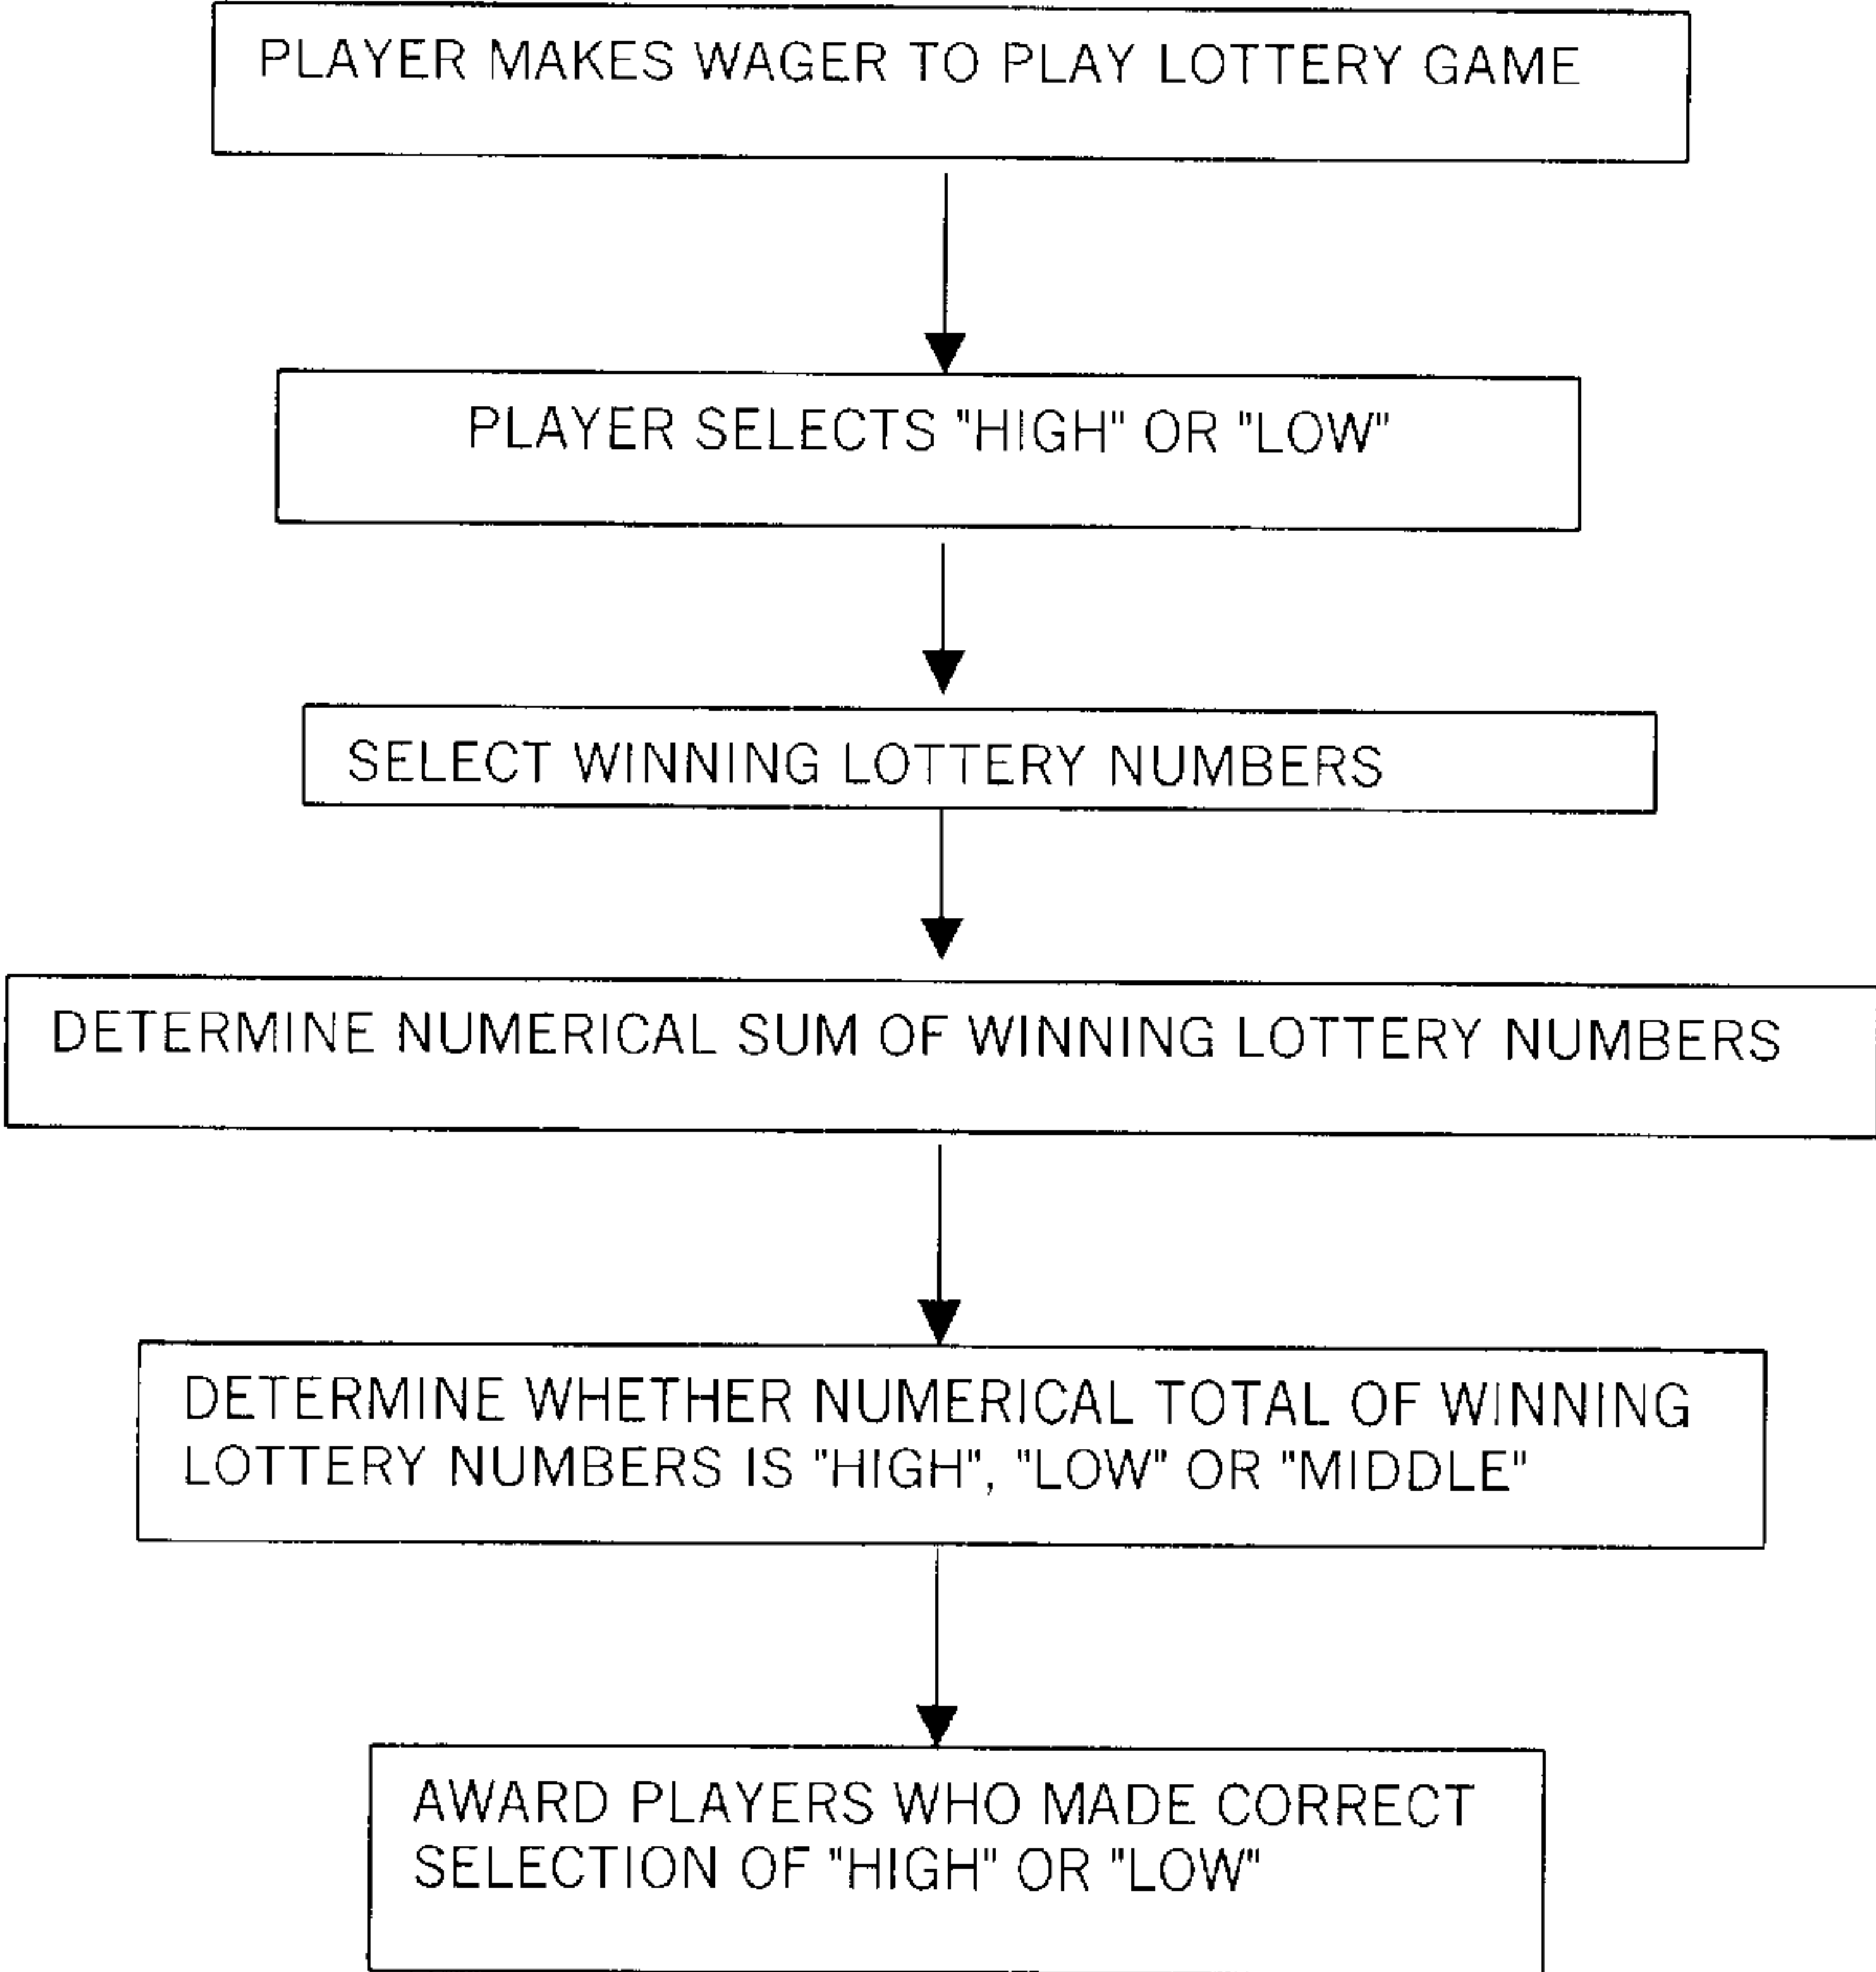 PLAYER MAKES WAGER TO PLAY LOTTERY GAME
PLAYER SELECTS "HIGH" OR "LOW"
SELECT WINNING LOTTERY NUMBERS
DETERMINE NUMERICAL SUM OF WINNING LOTTERY NUMBERS
DETERMINE WHETHER NUMERICAL TOTAL OF WINNING
LOTTERY NUMBERS IS "HIGH", "LOW" OR "MIDDLE"
AWARD PLAYERS WHO MADE CORRECT
SELECTION OF "HIGH" OR "LOW"